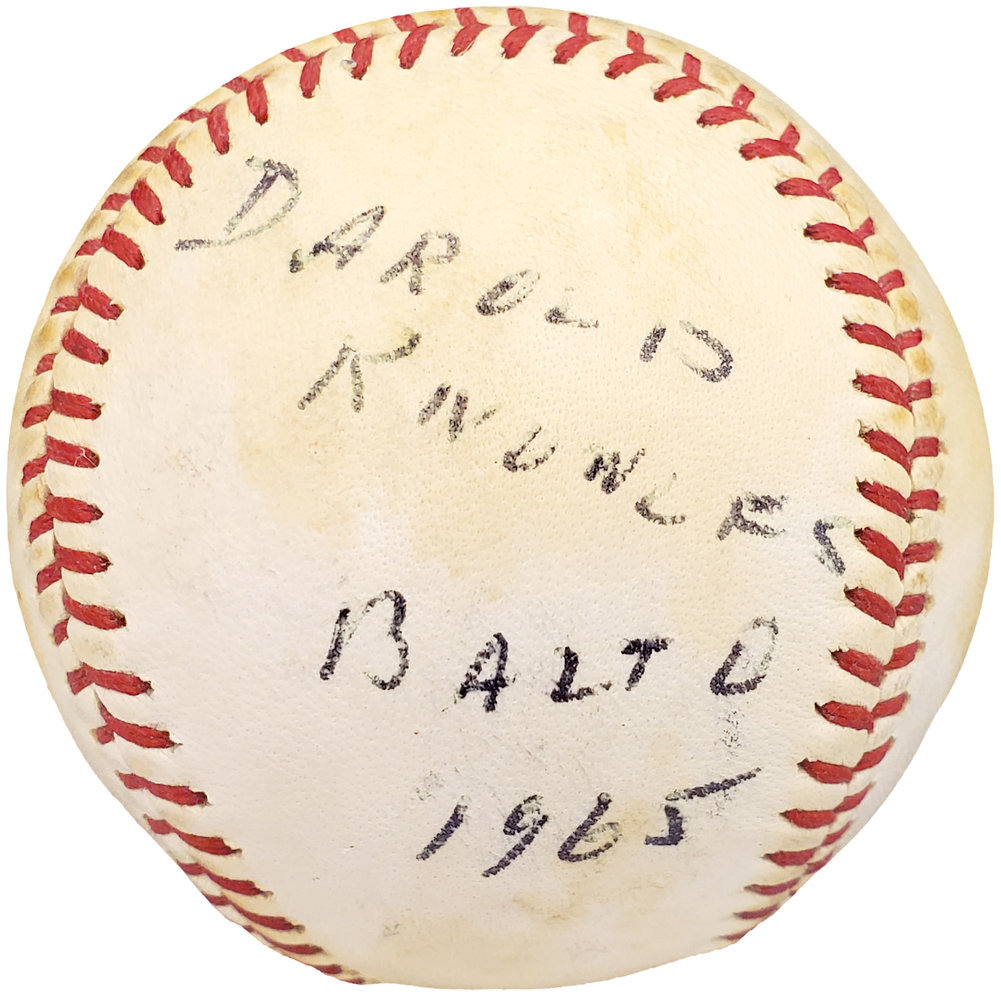 DAROLD
KNOWLES
BALTO
1965